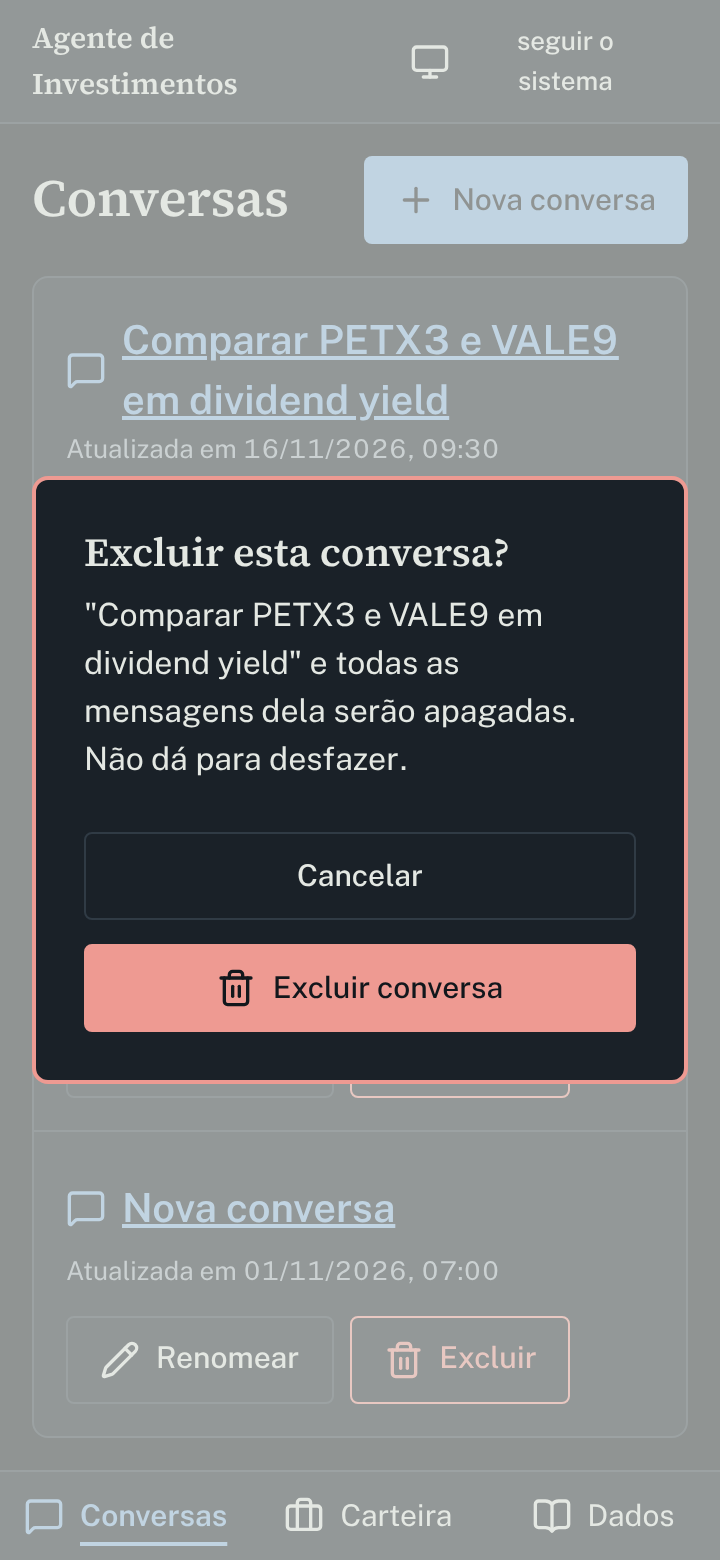 Agente de
Investimentos
seguir o
sistema
Conversas
Nova conversa
Comparar PETX3 e VALE9
em dividend yield
Atualizada em 16/11/2026, 09:30
Excluir esta conversa?
"Comparar PETX3 e VALE9 em
dividend yield" e todas as
mensagens dela serão apagadas.
Não dá para desfazer.
Cancelar
Excluir conversa
Nova conversa
Atualizada em 01/11/2026, 07:00
Renomear
Excluir
Conversas
Carteira
Dados